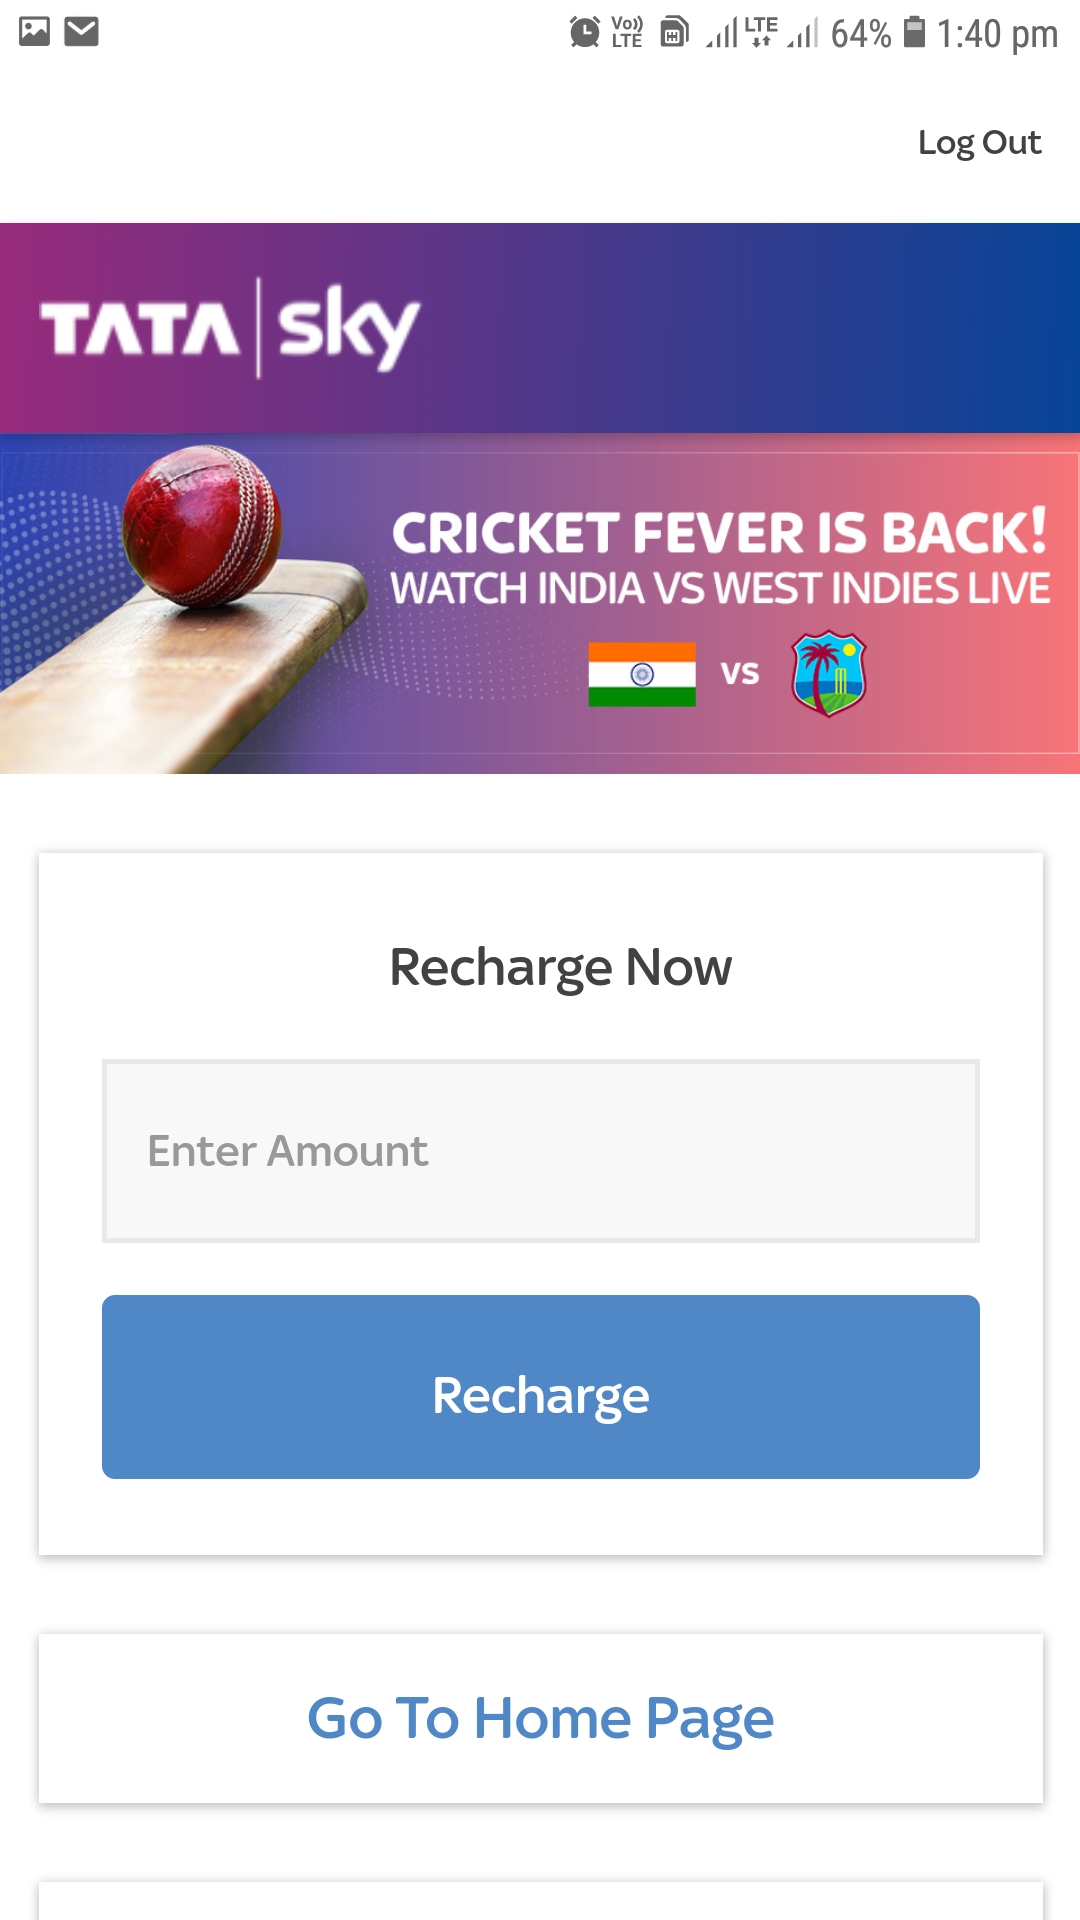 Vo)) LTE LTE 64% 1:40 pm
Log Out
TATA sky
CRICKET FEVER IS BACK!
WATCH INDIA VS WEST INDIES LIVE
VS
Recharge Now
Enter Amount
Recharge
Go To Home Page